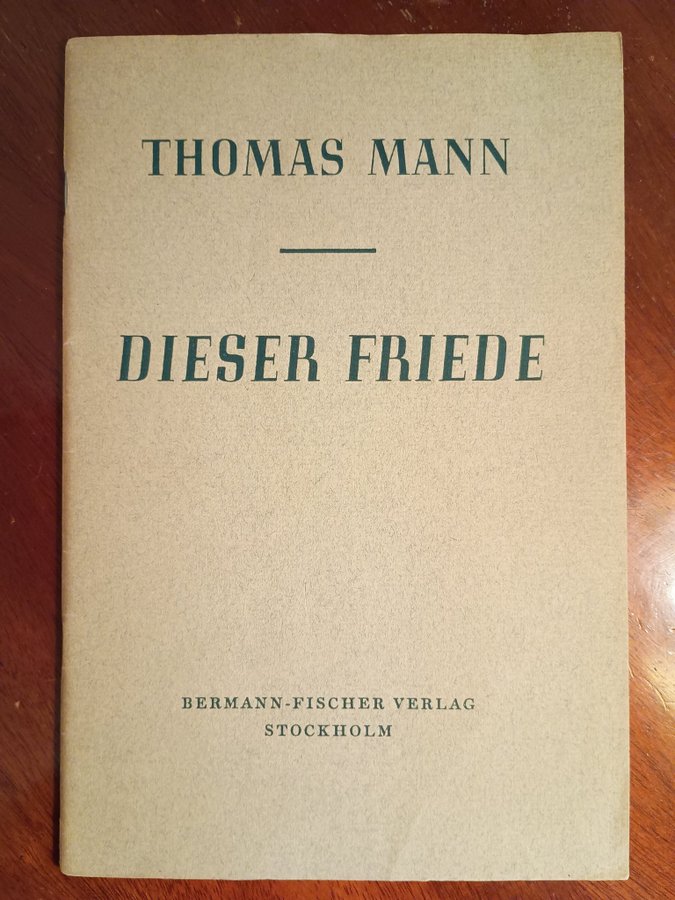 THOMAS MANN
DIESER FRIEDE
BERMANN-FISCHER VERLAG
STOCKHOLM